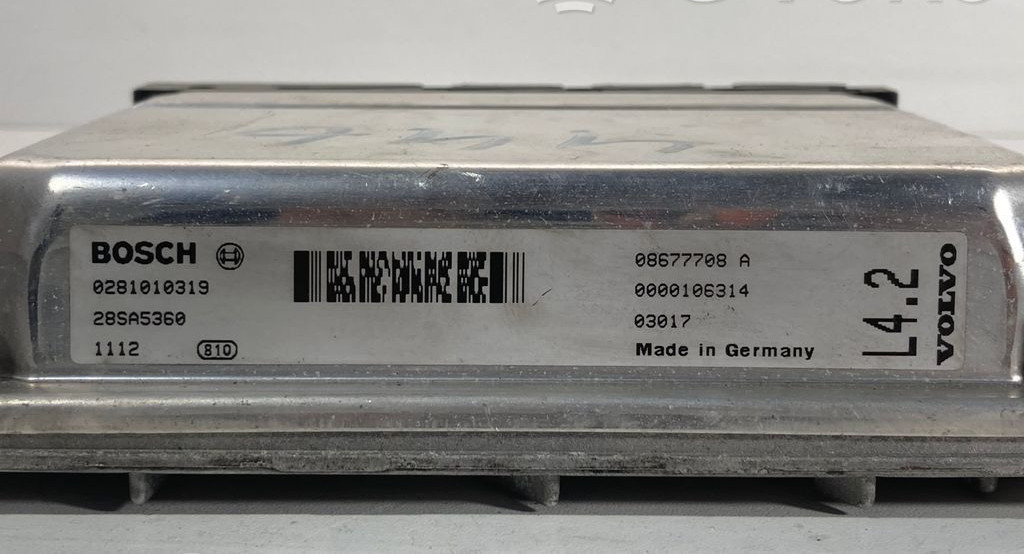 BOSCH
0281010319
28SA5360
1112 810
08677708 A
0000106314
03017
Made in Germany
L4.2
VOLVO